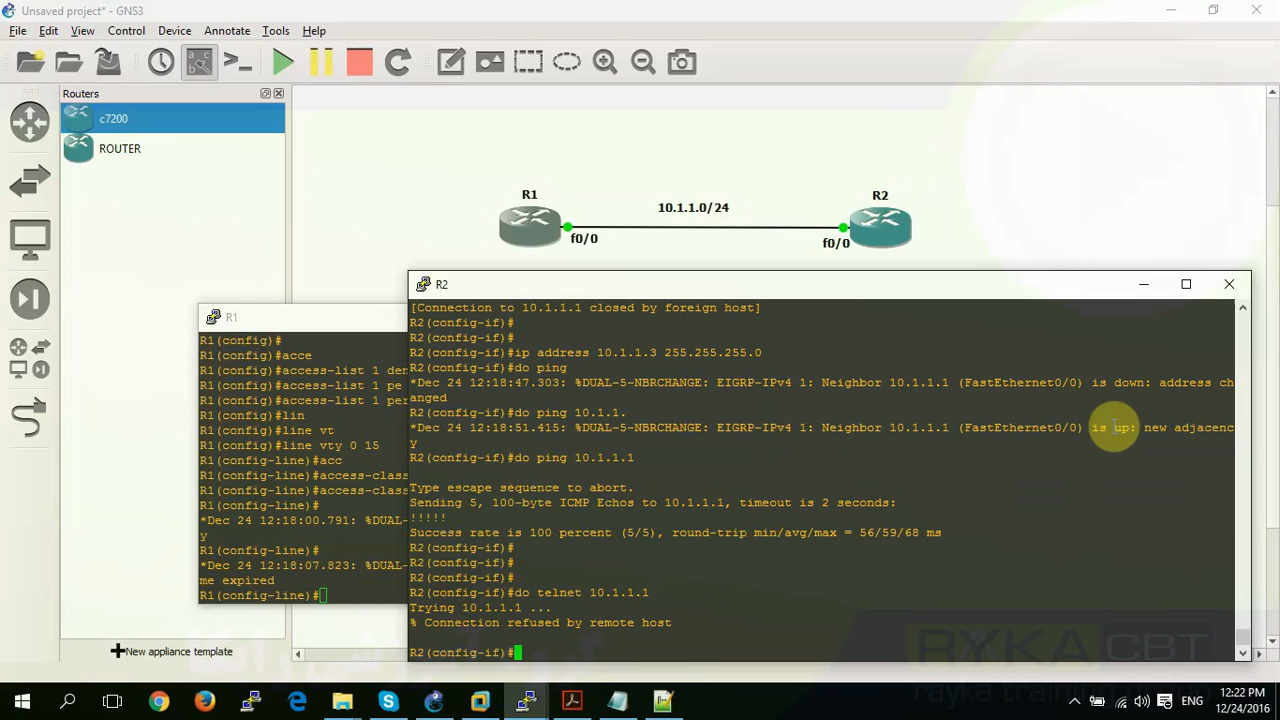 Unsaved project* - GNS3
File Edit View Control Device Annotate Tools Help
Routers
c7200
ROUTER
New appliance template
R1
10.1.1.0/24
R2
f0/0
f0/0
R1
R1(config)#
R1(config)#acce
R1(config)#access-list 1 den
R1(config)#access-list 1 pe
R1(config)#access-list 1 per
R1(config)#lin
R1(config)#line vt
R1(config)#line vty 0 15
R1(config-line)#acc
R1(config-line)#access-class
R1(config-line)#access-class
R1(config-line)#
*Dec 24 12:18:00.791: %DUAL-
y
R1(config-line)#
*Dec 24 12:18:07.823: %DUAL-
me expired
R1(config-line)#
R2
[Connection to 10.1.1.1 closed by foreign host]
R2(config-if)#
R2(config-if)#
R2(config-if)#ip address 10.1.1.3 255.255.255.0
R2(config-if)#do ping
*Dec 24 12:18:47.303: %DUAL-5-NBRCHANGE: EIGRP-IPv4 1: Neighbor 10.1.1.1 (FastEthernet0/0) is down: address ch
anged
R2(config-if)#do ping 10.1.1.
*Dec 24 12:18:51.415: %DUAL-5-NBRCHANGE: EIGRP-IPv4 1: Neighbor 10.1.1.1 (FastEthernet0/0) is up: new adjacenc
y
R2(config-if)#do ping 10.1.1.1
Type escape sequence to abort.
Sending 5, 100-byte ICMP Echos to 10.1.1.1, timeout is 2 seconds:
!!!!!
Success rate is 100 percent (5/5), round-trip min/avg/max = 56/59/68 ms
R2(config-if)#
R2(config-if)#
R2(config-if)#
R2(config-if)#do telnet 10.1.1.1
Trying 10.1.1.1 ...
% Connection refused by remote host
R2(config-if)#
RYKA CBT
rayka training
12:22 PM
12/24/2016